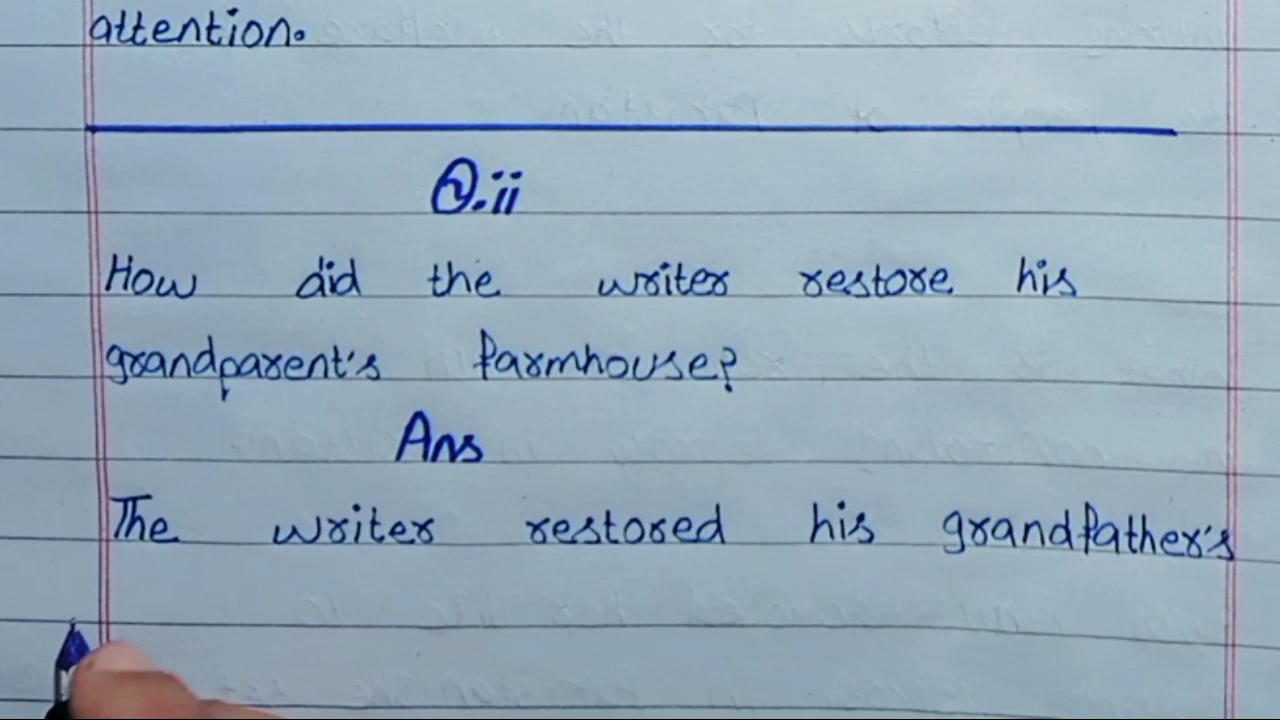 attention.
Q.ii
How did the writer restore his
grandparent's farmhouse?
Ans
The writer restored his grandfather's